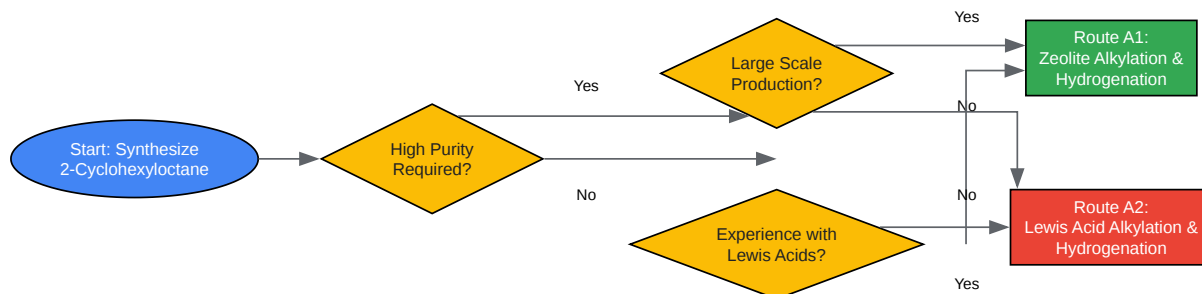 Start: Synthesize
2-Cyclohexyloctane
High Purity
Required?
Yes
No
Large Scale
Production?
Yes
No
Experience with
Lewis Acids?
No
Yes
Route A1:
Zeolite Alkylation &
Hydrogenation
Route A2:
Lewis Acid Alkylation &
Hydrogenation